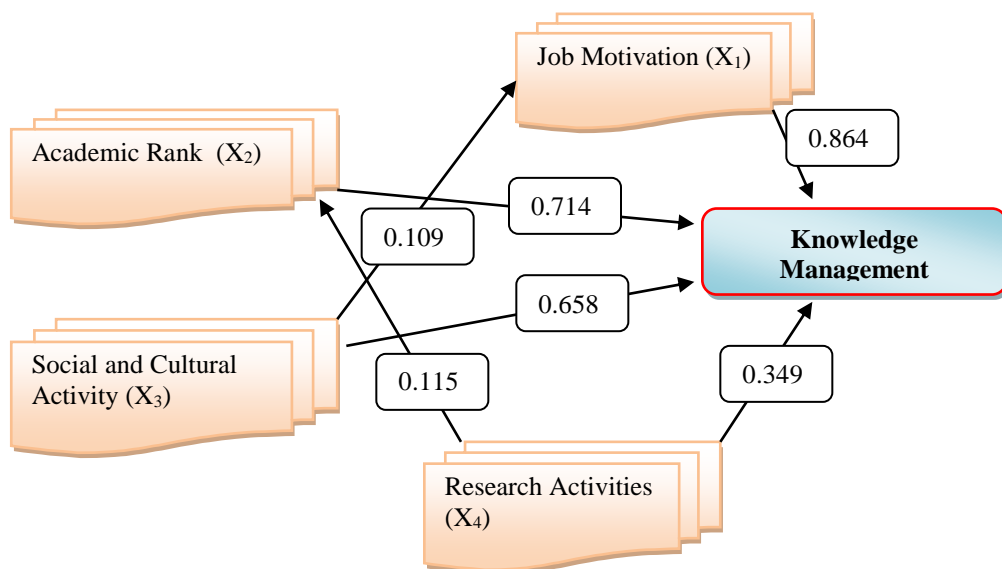 Job Motivation (X₁)
0.864
Academic Rank (X₂)
0.714
0.109
Knowledge
Management
0.658
Social and Cultural
Activity (X₃)
0.115
0.349
Research Activities
(X₄)